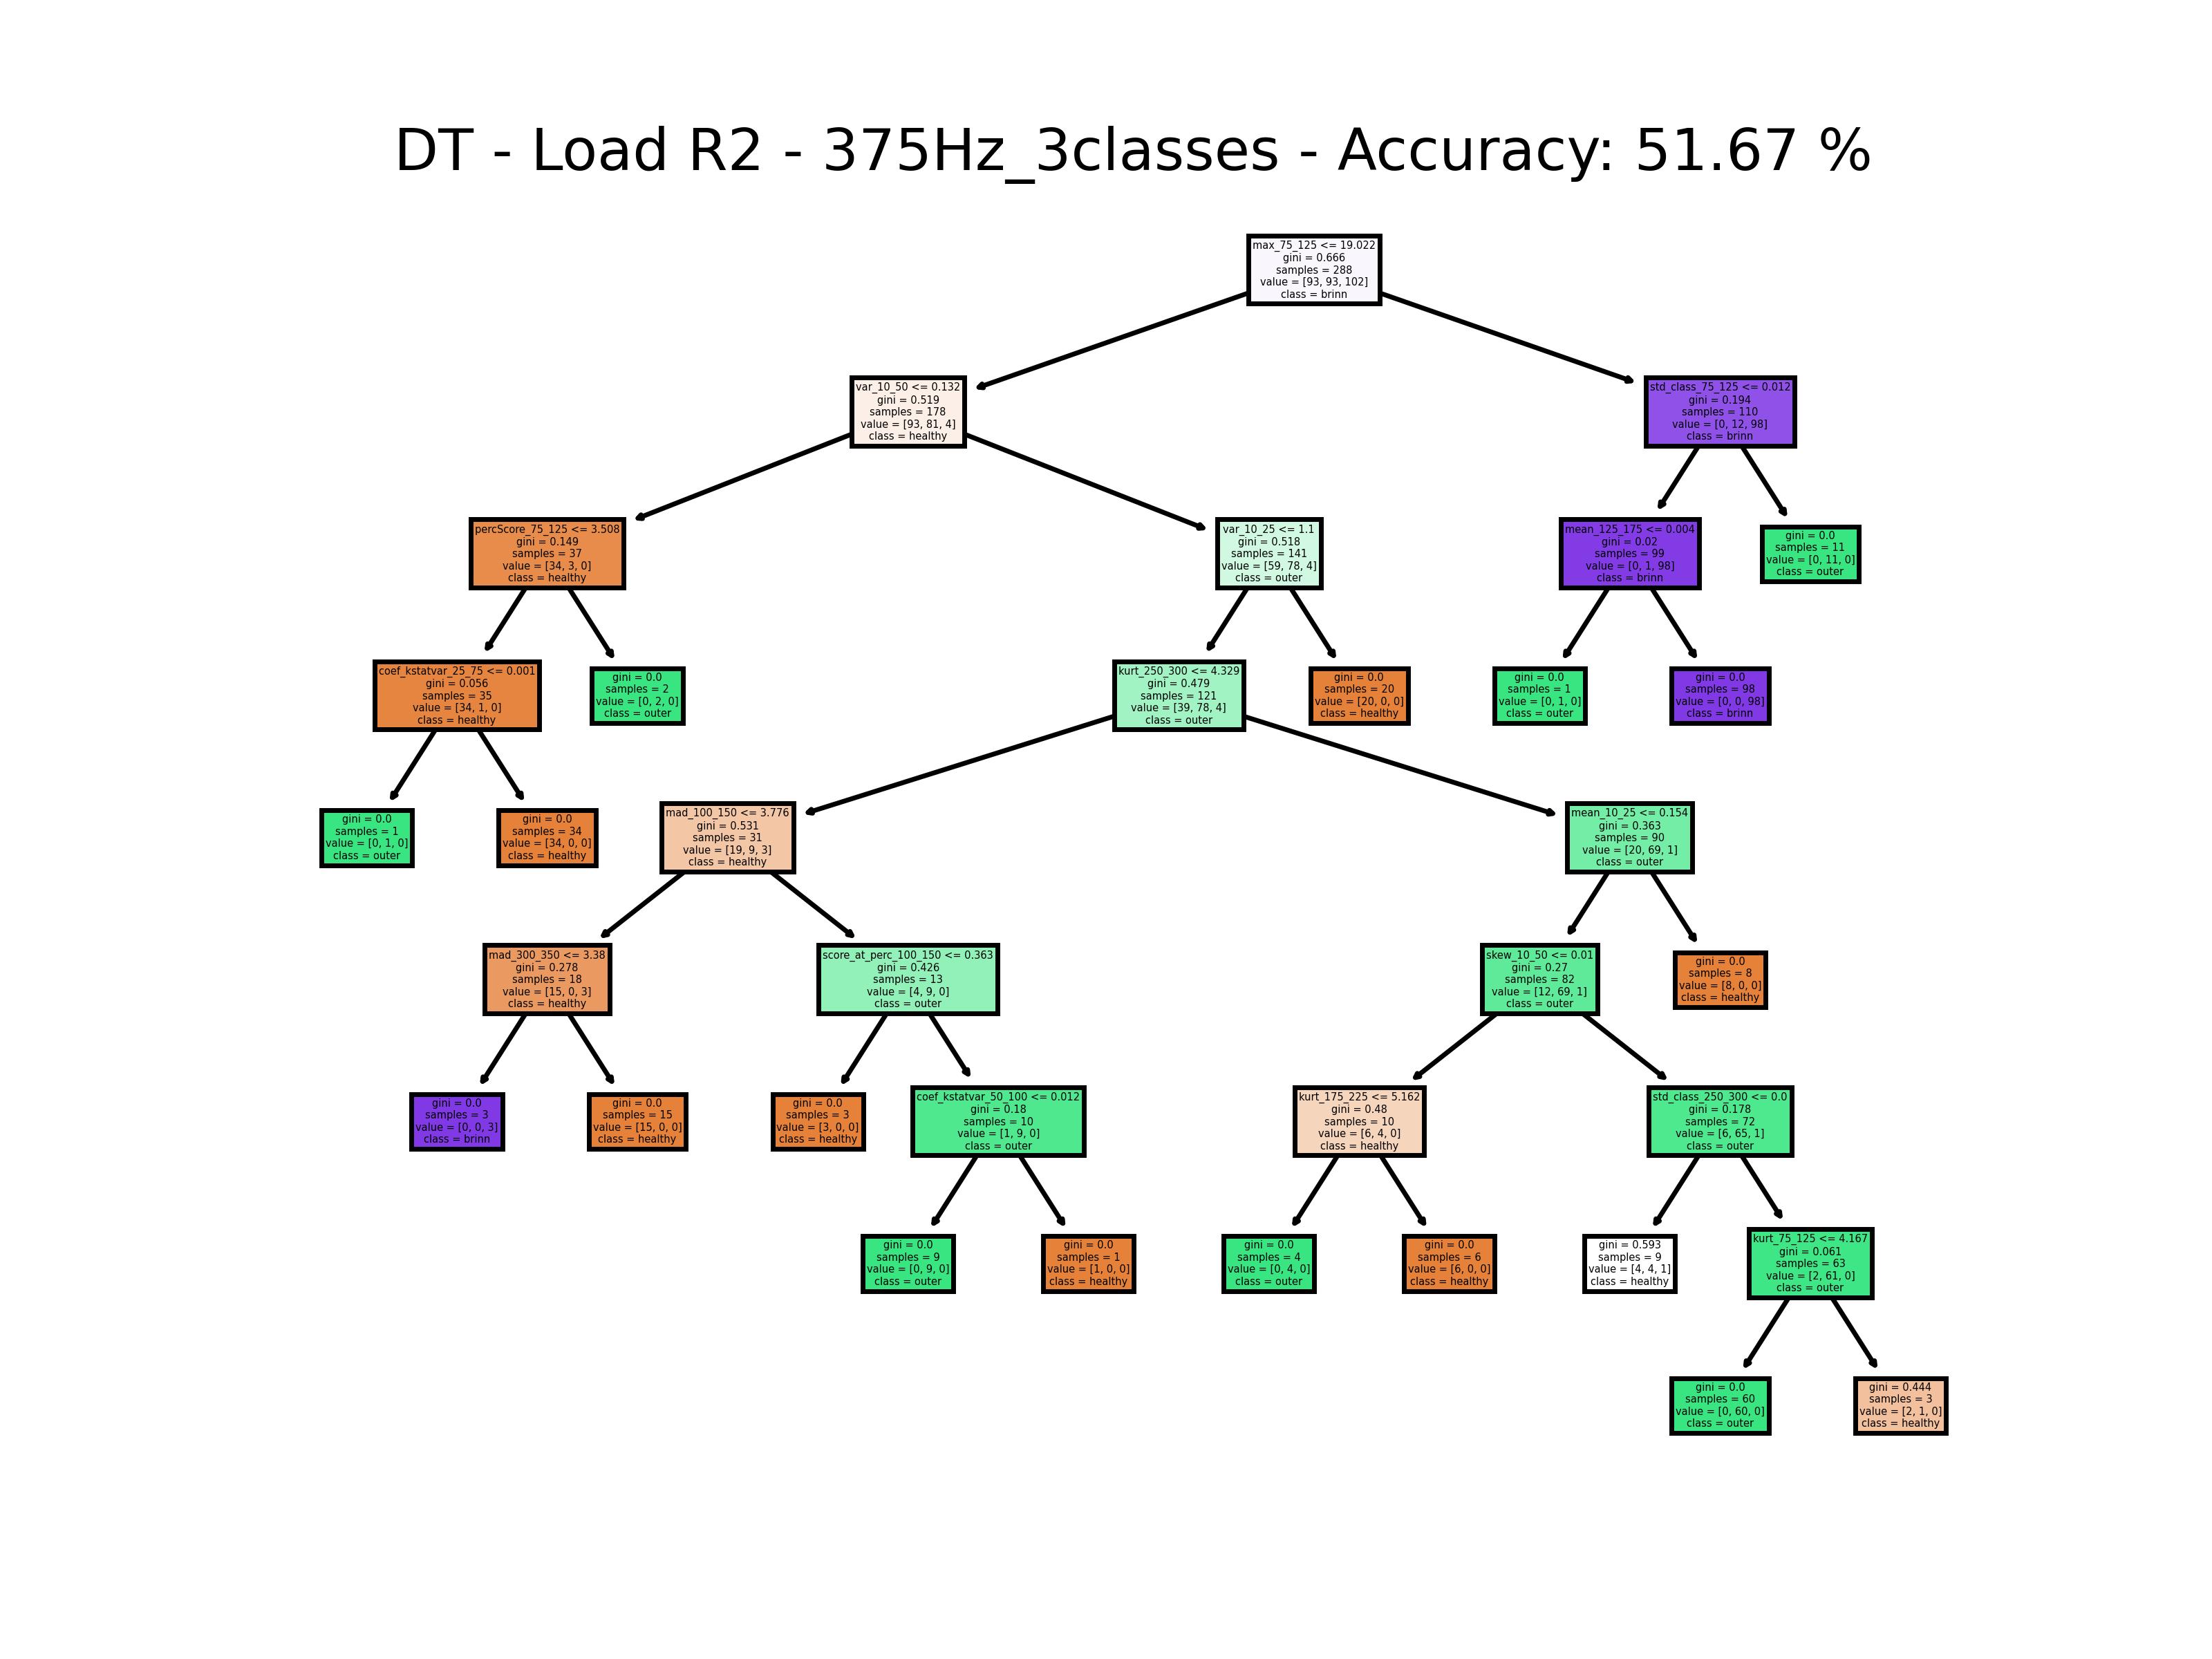 DT - Load R2 - 375Hz_3classes - Accuracy: 51.67 %
max_75_125 <= 19.022
gini = 0.666
samples = 288
value = [93, 93, 102]
class = brinn
var_10_50 <= 0.132
gini = 0.519
samples = 178
value = [93, 81, 4]
class = healthy
std_class_75_125 <= 0.012
gini = 0.194
samples = 110
value = [0, 12, 98]
class = brinn
percScore_75_125 <= 3.508
gini = 0.149
samples = 37
value = [34, 3, 0]
class = healthy
var_10_25 <= 1.1
gini = 0.518
samples = 141
value = [59, 78, 4]
class = outer
mean_125_175 <= 0.004
gini = 0.02
samples = 99
value = [0, 1, 98]
class = brinn
gini = 0.0
samples = 11
value = [0, 11, 0]
class = outer
coef_kstatvar_25_75 <= 0.001
gini = 0.056
samples = 35
value = [34, 1, 0]
class = healthy
gini = 0.0
samples = 2
value = [0, 2, 0]
class = outer
kurt_250_300 <= 4.329
gini = 0.479
samples = 121
value = [39, 78, 4]
class = outer
gini = 0.0
samples = 20
value = [20, 0, 0]
class = healthy
gini = 0.0
samples = 1
value = [0, 1, 0]
class = outer
gini = 0.0
samples = 98
value = [0, 0, 98]
class = brinn
gini = 0.0
samples = 1
value = [0, 1, 0]
class = outer
gini = 0.0
samples = 34
value = [34, 0, 0]
class = healthy
mad_100_150 <= 3.776
gini = 0.531
samples = 31
value = [19, 9, 3]
class = healthy
mean_10_25 <= 0.154
gini = 0.363
samples = 90
value = [20, 69, 1]
class = outer
mad_300_350 <= 3.38
gini = 0.278
samples = 18
value = [15, 0, 3]
class = healthy
score_at_perc_100_150 <= 0.363
gini = 0.426
samples = 13
value = [4, 9, 0]
class = outer
skew_10_50 <= 0.01
gini = 0.27
samples = 82
value = [12, 69, 1]
class = outer
gini = 0.0
samples = 8
value = [8, 0, 0]
class = healthy
gini = 0.0
samples = 3
value = [0, 0, 3]
class = brinn
gini = 0.0
samples = 15
value = [15, 0, 0]
class = healthy
gini = 0.0
samples = 3
value = [3, 0, 0]
class = healthy
coef_kstatvar_50_100 <= 0.012
gini = 0.18
samples = 10
value = [1, 9, 0]
class = outer
kurt_175_225 <= 5.162
gini = 0.48
samples = 10
value = [6, 4, 0]
class = healthy
std_class_250_300 <= 0.0
gini = 0.178
samples = 72
value = [6, 65, 1]
class = outer
gini = 0.0
samples = 9
value = [0, 9, 0]
class = outer
gini = 0.0
samples = 1
value = [1, 0, 0]
class = healthy
gini = 0.0
samples = 4
value = [0, 4, 0]
class = outer
gini = 0.0
samples = 6
value = [6, 0, 0]
class = healthy
gini = 0.593
samples = 9
value = [4, 4, 1]
class = healthy
kurt_75_125 <= 4.167
gini = 0.061
samples = 63
value = [2, 61, 0]
class = outer
gini = 0.0
samples = 60
value = [0, 60, 0]
class = outer
gini = 0.444
samples = 3
value = [2, 1, 0]
class = healthy